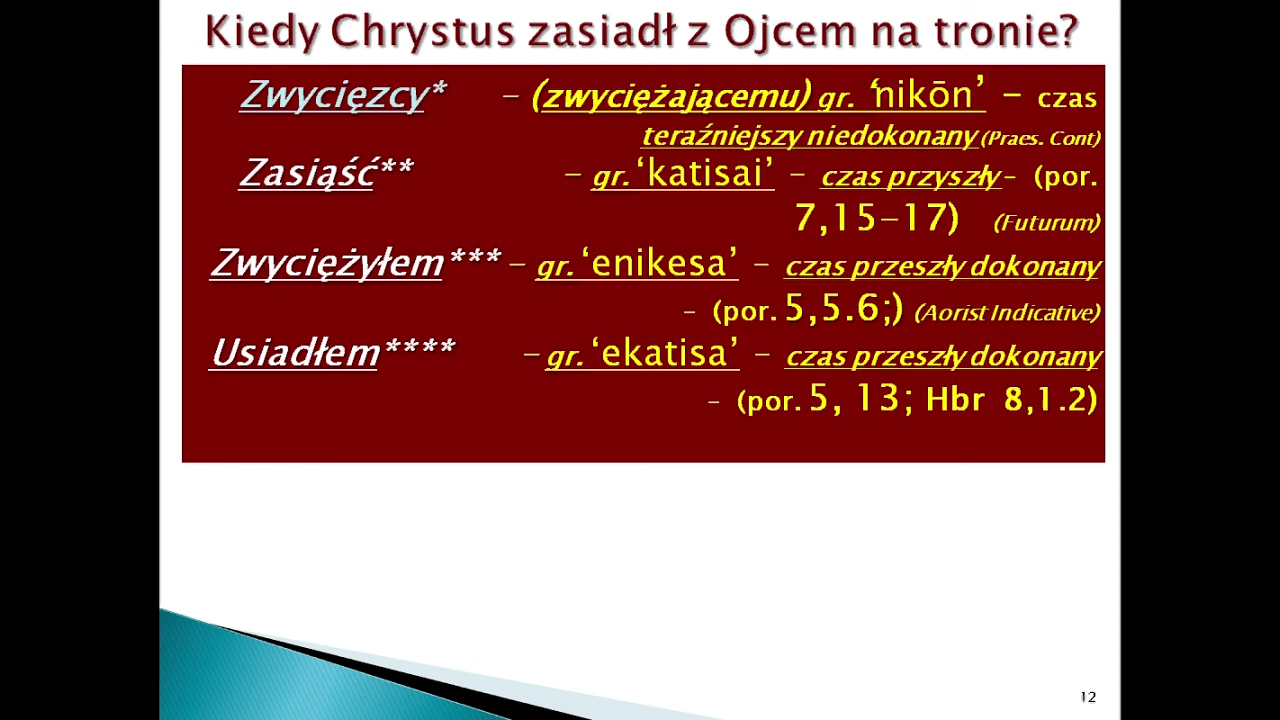 Kiedy Chrystus zasiadł z Ojcem na tronie?
Zwycięzcy* – (zwyciężającemu) gr. ‘nikōn’ – czas
teraźniejszy niedokonany (Praes. Cont)
Zasiąść** – gr. ‘katisai’ – czas przyszły – (por.
7,15-17) (Futurum)
Zwyciężyłem*** – gr. ‘enikesa’ – czas przeszły dokonany
– (por. 5,5.6;) (Aorist Indicative)
Usiadłem**** – gr. ‘ekatisa’ – czas przeszły dokonany
– (por. 5, 13; Hbr 8,1.2)
12